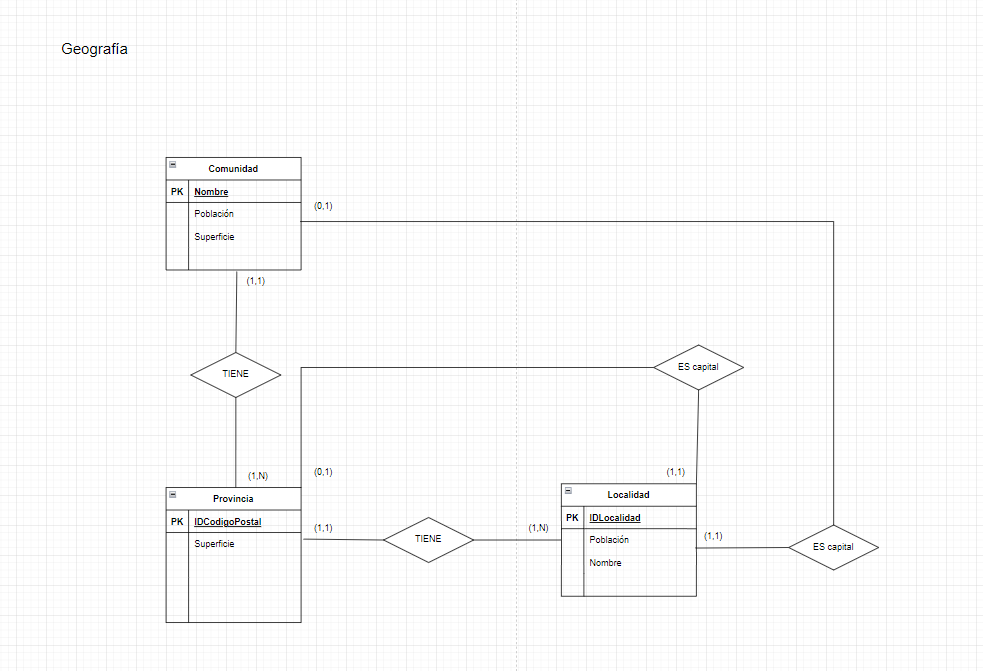 Geografía
Comunidad
PK Nombre
Población
Superficie
(0,1)
(1,1)
TIENE
ES capital
(1,N)
(0,1)
(1,1)
Provincia
PK IDCodigoPostal
Superficie
(1,1)
TIENE
(1,N)
Localidad
PK IDLocalidad
Población
Nombre
(1,1)
ES capital